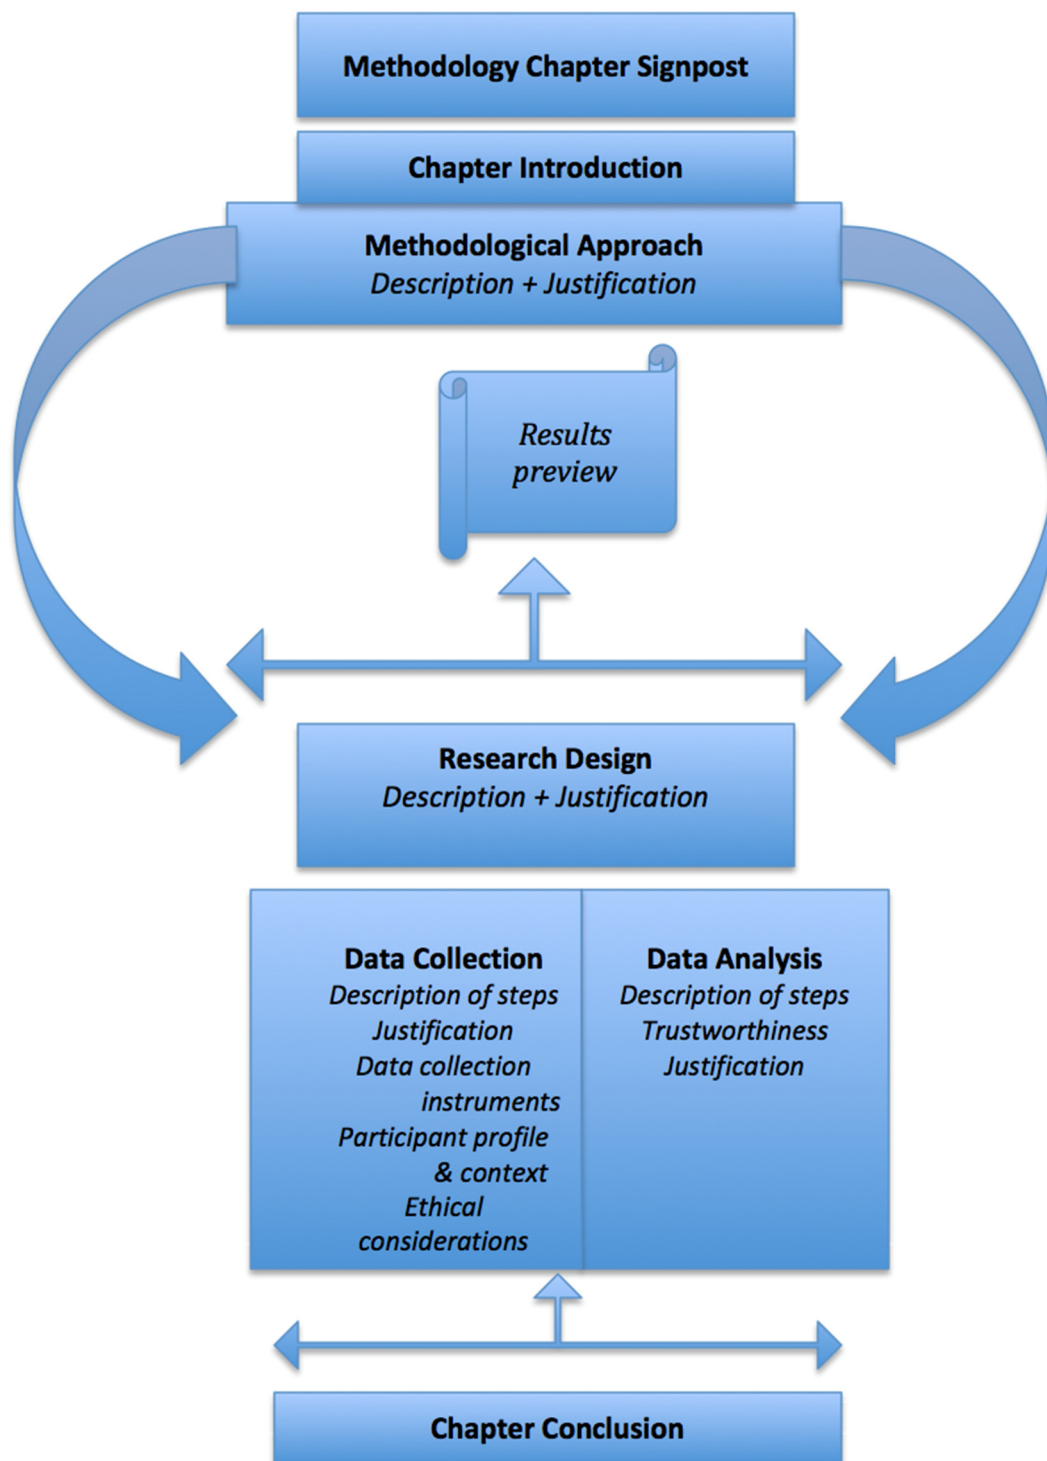 Methodology Chapter Signpost
Chapter Introduction
Methodological Approach
Description + Justification
Results
preview
Research Design
Description + Justification
Data Collection
Description of steps
Justification
Data collection
instruments
Participant profile
& context
Ethical
considerations
Data Analysis
Description of steps
Trustworthiness
Justification
Chapter Conclusion